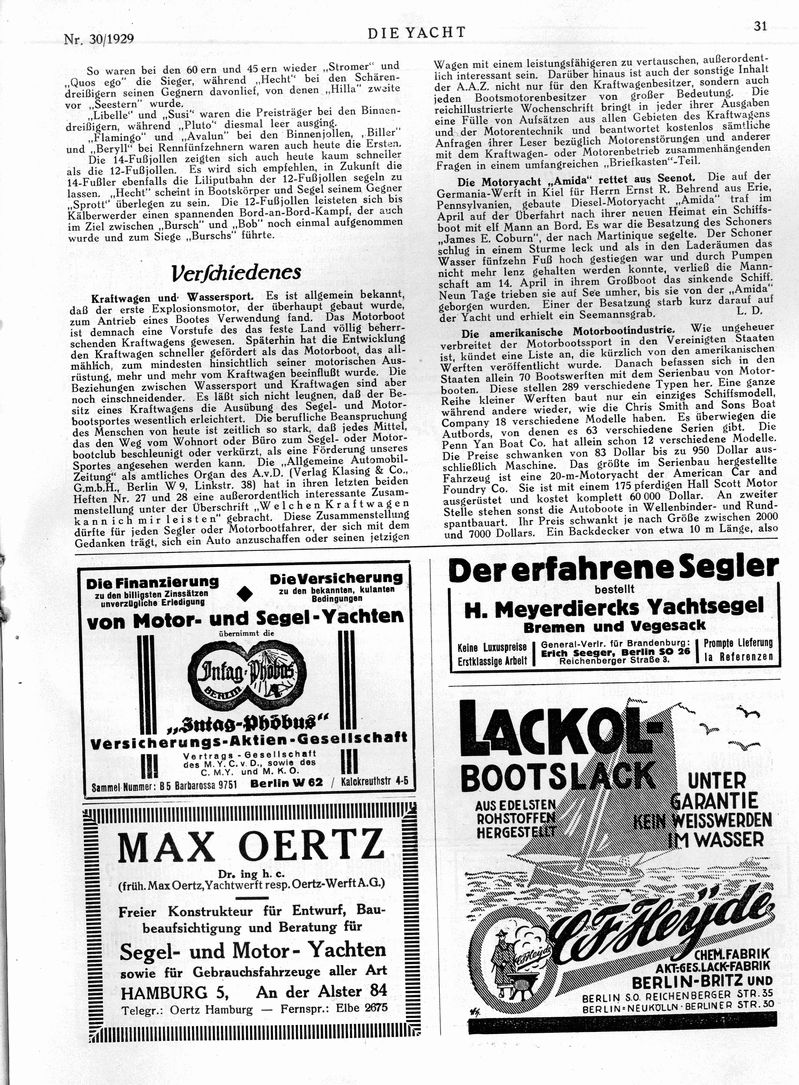 Nr. 30/1929
DIE YACHT
31
So waren bei den 60 ern und 45 ern wieder „Stromer“ und
„Quos ego“ die Sieger, während „Hecht“ bei den Schären-
dreißigern seinen Gegnern davonlief, von denen „Hilla“ zweite
vor „Seestern“ wurde.
„Libelle“ und „Susi“ waren die Preisträger bei den Binnen-
dreißigern, während „Pluto“ diesmal leer ausging.
„Flamingo“ und „Avalun“ bei den Binnenjollen, „Biller“
und „Beryll“ bei Rennfünfzehnern waren auch heute die Ersten.
Die 14-Fußjollen zeigten sich auch heute kaum schneller
als die 12-Fußjollen. Es wird sich empfehlen, in Zukunft die
14-Fußler ebenfalls die Liliputbahn der 12-Fußjollen segeln zu
lassen. „Hecht“ scheint in Bootskörper und Segel seinem Gegner
„Sprott“ überlegen zu sein. Die 12-Fußjollen leisteten sich bis
Kälberwerder einen spannenden Bord-an-Bord-Kampf, der auch
im Ziel zwischen „Bursch“ und „Bob“ noch einmal aufgenommen
wurde und zum Siege „Burschs“ führte.
Verschiedenes
Kraftwagen und Wassersport. Es ist allgemein bekannt,
daß der erste Explosionsmotor, der überhaupt gebaut wurde,
zum Antrieb eines Bootes Verwendung fand. Das Motorboot
ist demnach eine Vorstufe des das feste Land völlig beherr-
schenden Kraftwagens gewesen. Späterhin hat die Entwicklung
den Kraftwagen schneller gefördert als das Motorboot, das all-
mählich, zum mindesten hinsichtlich seiner motorischen Aus-
rüstung, mehr und mehr vom Kraftwagen beeinflußt wurde. Die
Beziehungen zwischen Wassersport und Kraftwagen sind aber
noch einschneidender. Es läßt sich nicht leugnen, daß der Be-
sitz eines Kraftwagens die Ausübung des Segel- und Motor-
bootsportes wesentlich erleichtert. Die berufliche Beanspruchung
des Menschen von heute ist zeitlich so stark, daß jedes Mittel,
das den Weg vom Wohnort oder Büro zum Segel- oder Motor-
bootclub beschleunigt oder verkürzt, als eine Förderung unseres
Sportes angesehen werden kann. Die „Allgemeine Automobil-
Zeitung“ als amtliches Organ des A.v.D. (Verlag Klasing & Co.,
G.m.b.H., Berlin W 9, Linkstr. 38) hat in ihren letzten beiden
Heften Nr. 27 und 28 eine außerordentlich interessante Zusam-
menstellung unter der Überschrift „Welchen Kraftwagen
kann ich mir leisten“ gebracht. Diese Zusammenstellung
dürfte für jeden Segler oder Motorbootfahrer, der sich mit dem
Gedanken trägt, sich ein Auto anzuschaffen oder seinen jetzigen
Wagen mit einem leistungsfähigeren zu vertauschen, außerordent-
lich interessant sein. Darüber hinaus ist auch der sonstige Inhalt
der A.A.Z. nicht nur für den Kraftwagenbesitzer, sondern auch
jeden Bootsmotorenbesitzer von großer Bedeutung. Die
reichillustrierte Wochenschrift bringt in jeder ihrer Ausgaben
eine Fülle von Aufsätzen aus allen Gebieten des Kraftwagens
und der Motorentechnik und beantwortet kostenlos sämtliche
Anfragen ihrer Leser bezüglich Motorenstörungen und anderer
mit dem Kraftwagen- oder Motorenbetrieb zusammenhängenden
Fragen in einem umfangreichen „Briefkasten“-Teil.
Die Motoryacht „Amida“ rettet aus Seenot. Die auf der
Germania-Werft in Kiel für Herrn Ernst R. Behrend aus Erie,
Pennsylvanien, gebaute Diesel-Motoryacht „Amida“ traf im
April auf der Überfahrt nach ihrer neuen Heimat ein Schiffs-
boot mit elf Mann an Bord. Es war die Besatzung des Schoners
„James E. Coburn“, der nach Martinique segelte. Der Schoner
schlug in einem Sturme leck und als in den Laderäumen das
Wasser fünfzehn Fuß hoch gestiegen war und durch Pumpen
nicht mehr lenz gehalten werden konnte, verließ die Mann-
schaft am 14. April in ihrem Großboot das sinkende Schiff.
Neun Tage trieben sie auf See umher, bis sie von der „Amida“
geborgen wurden. Einer der Besatzung starb kurz darauf auf
der Yacht und erhielt ein Seemannsgrab. L. D.
Die amerikanische Motorbootindustrie. Wie ungeheuer
verbreitet der Motorbootssport in den Vereinigten Staaten
ist, kündet eine Liste an, die kürzlich von den amerikanischen
Werften veröffentlicht wurde. Danach befassen sich in den
Staaten allein 70 Bootswerften mit dem Serienbau von Motor-
booten. Diese stellen 289 verschiedene Typen her. Eine ganze
Reihe kleiner Werften baut nur ein einziges Schiffsmodell,
während andere wieder, wie die Chris Smith and Sons Boat
Company 18 verschiedene Modelle haben. Es überwiegen die
Autbords, von denen es 63 verschiedene Serien gibt. Die
Penn Yan Boat Co. hat allein schon 12 verschiedene Modelle.
Die Preise schwanken von 83 Dollar bis zu 950 Dollar aus-
schließlich Maschine. Das größte im Serienbau hergestellte
Fahrzeug ist eine 20-m-Motoryacht der American Car and
Foundry Co. Sie ist mit einem 175 pferdigen Hall Scott Motor
ausgerüstet und kostet komplett 60 000 Dollar. An zweiter
Stelle stehen sonst die Autoboote in Wellenbinder- und Rund-
spantbauart. Ihr Preis schwankt je nach Größe zwischen 2000
und 7000 Dollars. Ein Backdecker von etwa 10 m Länge, also
Die Finanzierung
zu den billigsten Zinssätzen
unverzügliche Erledigung
Die Versicherung
zu den bekannten, kulanten
Bedingungen
von Motor- und Segel-Yachten
übernimmt die
Intag-Phöbus
BERLIN
„Intag-Phöbus“
Versicherungs-Aktien-Gesellschaft
Vertrags-Gesellschaft
des M.Y.C.v.D., sowie des
C.M.Y. und M.K.O.
Sammel-Nummer: B 5 Barbarossa 9751 Berlin W 62 / Kalckreuthstr 4-5
MAX OERTZ
Dr. ing h. c.
(früh. Max Oertz, Yachtwerft resp. Oertz-Werft A.G.)
Freier Konstrukteur für Entwurf, Bau-
beaufsichtigung und Beratung für
Segel- und Motor-Yachten
sowie für Gebrauchsfahrzeuge aller Art
HAMBURG 5, An der Alster 84
Telegr.: Oertz Hamburg — Fernspr.: Elbe 2675
Der erfahrene Segler
bestellt
H. Meyerdiercks Yachtsegel
Bremen und Vegesack
Keine Luxuspreise
Erstklassige Arbeit
General-Vertr. für Brandenburg:
Erich Seeger, Berlin SO 26
Reichenberger Straße 3.
Prompte Lieferung
Ia Referenzen
LACKOL-
BOOTSLACK
AUS EDELSTEN
ROHSTOFFEN
HERGESTELLT
UNTER
GARANTIE
KEIN WEISSWERDEN
IM WASSER
C.F. Heyde
C.F. Heyde
CHEM. FABRIK
AKT.-GES. LACK-FABRIK
BERLIN-BRITZ UND
BERLIN S.O. REICHENBERGER STR. 35
BERLIN-NEUKÖLLN · BERLINER STR. 30